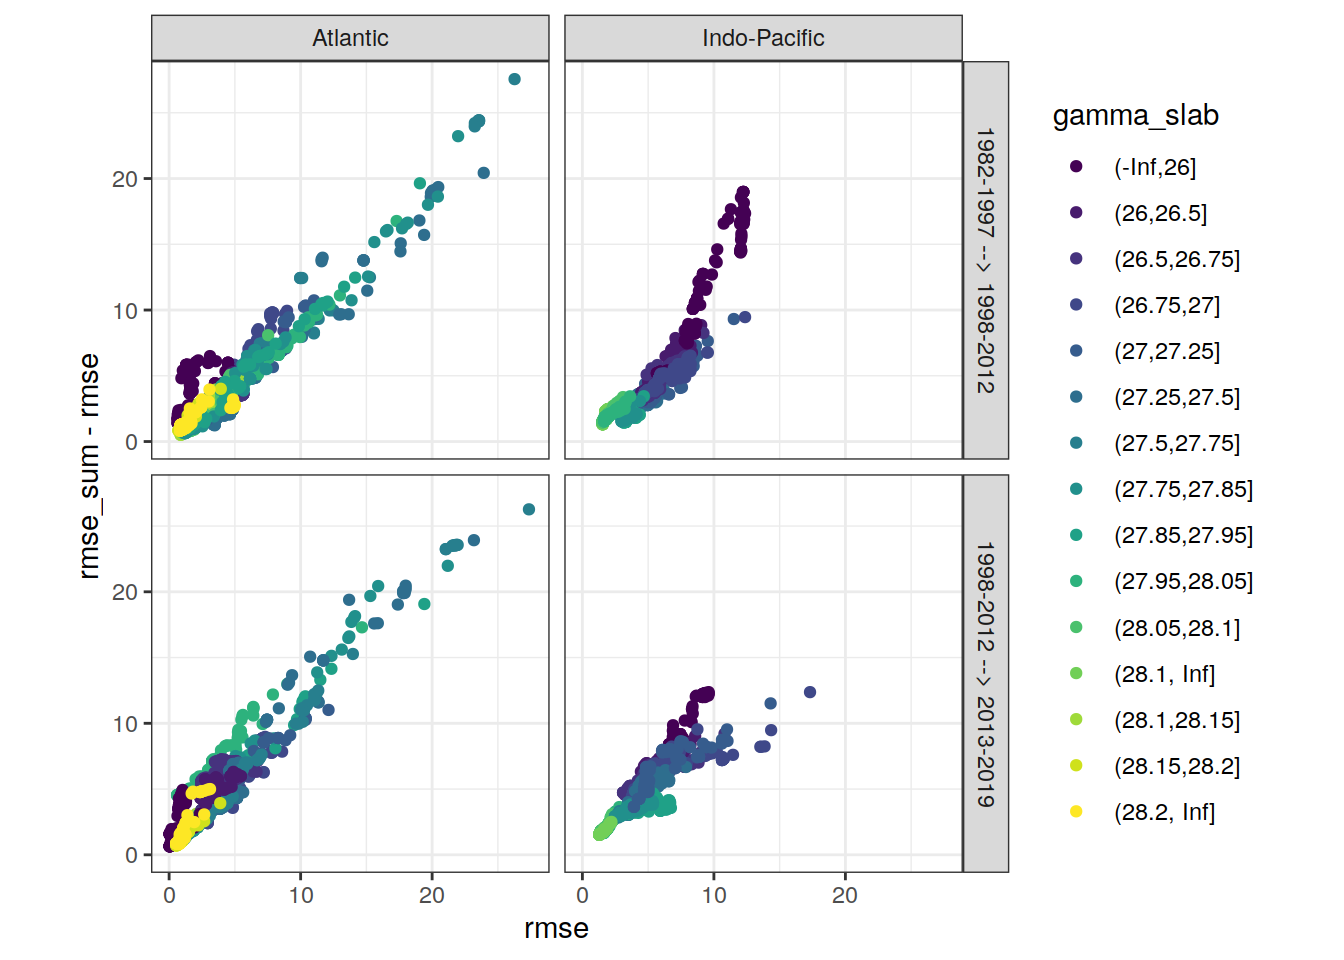 Atlantic
Indo-Pacific
20
10
0
1982-1997 --> 1998-2012
20
10
0
1998-2012 --> 2013-2019
0
10
20
0
10
20
rmse
rmse_sum - rmse
gamma_slab
(-Inf,26]
(26,26.5]
(26.5,26.75]
(26.75,27]
(27,27.25]
(27.25,27.5]
(27.5,27.75]
(27.75,27.85]
(27.85,27.95]
(27.95,28.05]
(28.05,28.1]
(28.1, Inf]
(28.1,28.15]
(28.15,28.2]
(28.2, Inf]